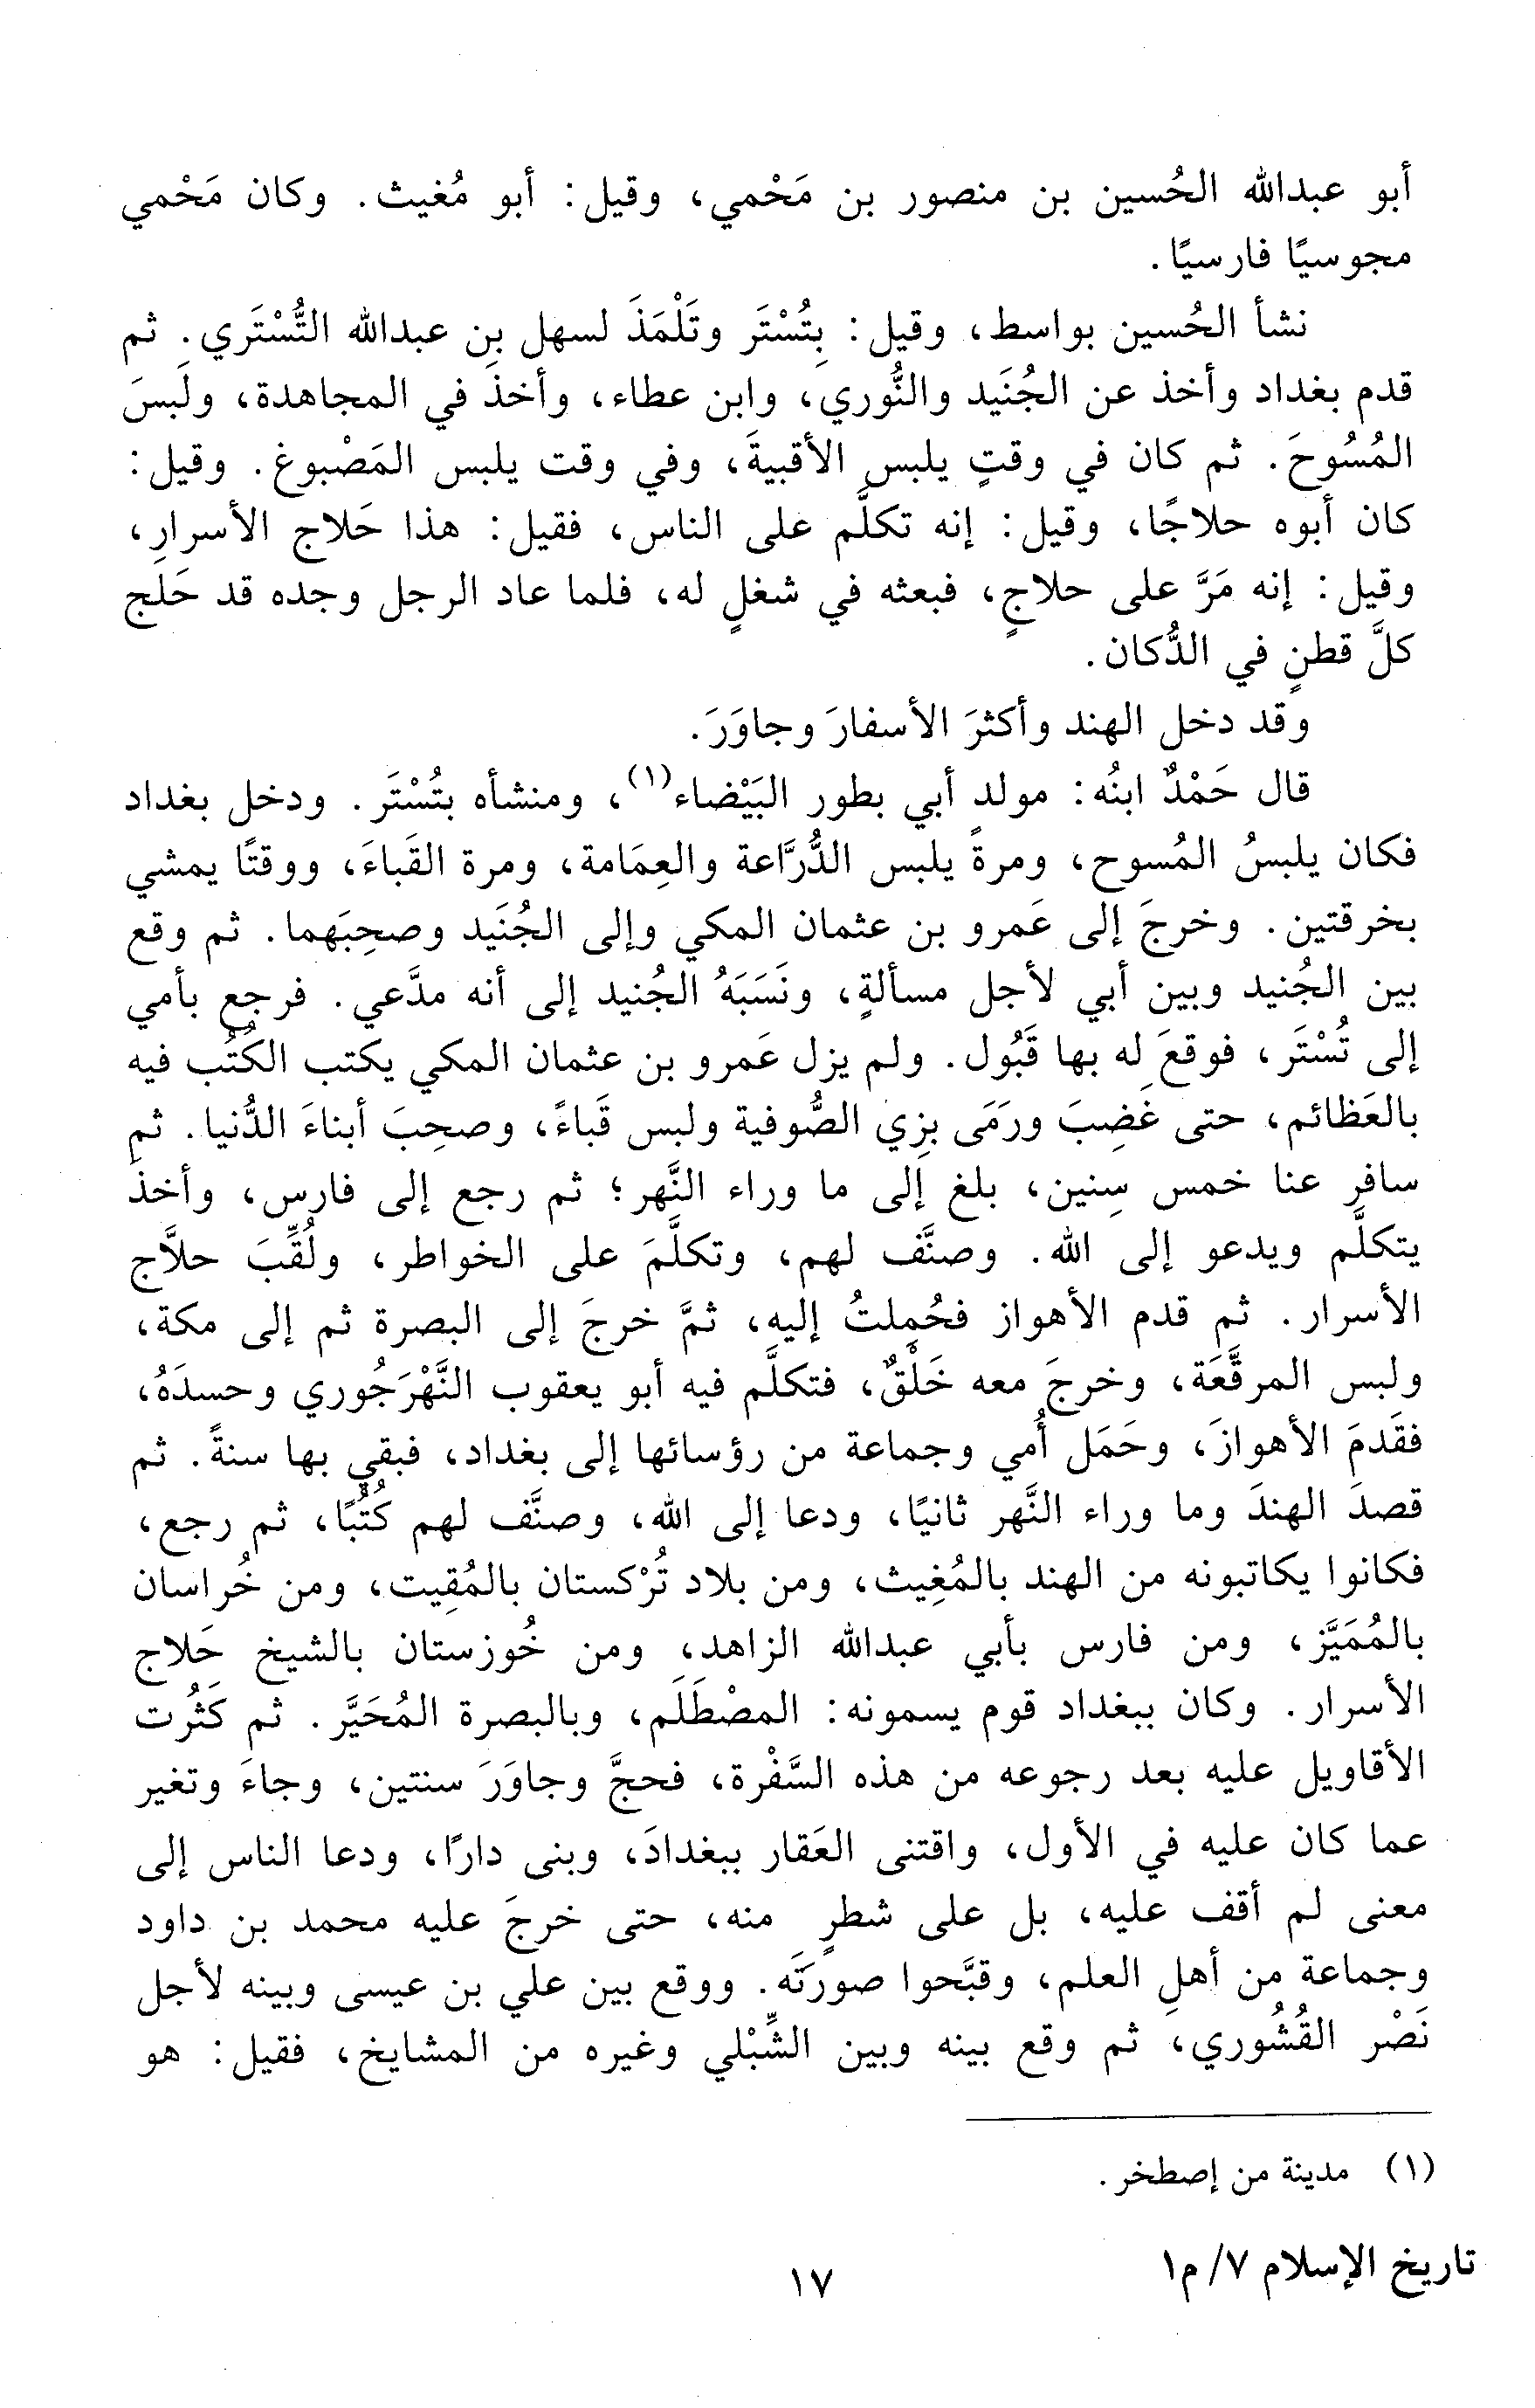 أبو عبدالله الحُسين بن منصور بن مَحْمي، وقيل: أبو مُغيث. وكان مَحْمي
مجوسيًا فارسيًا.
نشأ الحُسين بواسط، وقيل: بِتُسْتَر وتَلْمَذَ لسهل بن عبدالله التُّسْتَري. ثم
قدم بغداد وأخذ عن الجُنَيد والنُّوري، وابن عطاء، وأخذ في المجاهدة، ولَبِسَ
المُسُوحَ. ثم كان في وقتٍ يلبس الأقبيةَ، وفي وقت يلبس المَصْبوغ. وقيل:
كان أبوه حلاجًا، وقيل: إنه تكلَّم على الناس، فقيل: هذا حَلاج الأسرارِ،
وقيل: إنه مَرَّ على حلاجٍ، فبعثه في شغلٍ له، فلما عاد الرجل وجده قد حَلَج
كلَّ قطنٍ في الدُّكان.
وقد دخل الهند وأكثرَ الأسفارَ وجاوَرَ.
قال حَمْدٌ ابنُه: مولد أبي بطور البَيْضاء(١)، ومنشأه بتُسْتَر. ودخل بغداد
فكان يلبسُ المُسوح، ومرةً يلبس الدُّرَّاعة والعِمَامة، ومرة القَباءَ، ووقتًا يمشي
بخرقتين. وخرجَ إلى عَمرو بن عثمان المكي وإلى الجُنَيد وصحِبَهما. ثم وقع
بين الجُنيد وبين أبي لأجل مسألةٍ، ونَسَبَهُ الجُنيد إلى أنه مدَّعي. فرجع بأمي
إلى تُسْتَر، فوقعَ له بها قَبُول. ولم يزل عَمرو بن عثمان المكي يكتب الكُتُب فيه
بالعَظائم، حتى غَضِبَ ورَمَى بزِي الصُّوفية ولبس قَباءً، وصحِبَ أبناءَ الدُّنيا. ثم
سافر عنا خمس سِنين، بلغ إلى ما وراء النَّهر؛ ثم رجع إلى فارس، وأخذ
يتكلَّم ويدعو إلى الله. وصنَّف لهم، وتكلَّمَ على الخواطر، ولُقِّبَ حلاَّج
الأسرار. ثم قدم الأهواز فحُمِلتُ إليه، ثمَّ خرجَ إلى البصرة ثم إلى مكة،
ولبس المرقَّعَة، وخرجَ معه خَلْقٌ، فتكلَّم فيه أبو يعقوب النَّهْرَجُوري وحسدَهُ،
فقَدمَ الأهوازَ، وحَمَل أُمي وجماعة من رؤسائها إلى بغداد، فبقي بها سنةً. ثم
قصدَ الهندَ وما وراء النَّهر ثانيًا، ودعا إلى الله، وصنَّف لهم كُتُبًا، ثم رجع،
فكانوا يكاتبونه من الهند بالمُغِيث، ومن بلاد تُرْكستان بالمُقِيت، ومن خُراسان
بالمُمَيَّز، ومن فارس بأبي عبدالله الزاهد، ومن خُوزستان بالشيخ حَلاج
الأسرار. وكان ببغداد قوم يسمونه: المصْطَلَم، وبالبصرة المُحَيَّر. ثم كَثُرت
الأقاويل عليه بعد رجوعه من هذه السَّفْرة، فحجَّ وجاوَرَ سنتين، وجاءَ وتغير
عما كان عليه في الأول، واقتنى العَقار ببغدادَ، وبنى دارًا، ودعا الناس إلى
معنى لم أقف عليه، بل على شطرٍ منه، حتى خرجَ عليه محمد بن داود
وجماعة من أهلِ العلم، وقبَّحوا صورَتَه. ووقع بين علي بن عيسى وبينه لأجل
نَصْر القُشُوري، ثم وقع بينه وبين الشِّبْلي وغيره من المشايخ، فقيل: هو
(١) مدينة من إصطخر.
تاريخ الإسلام ٧/ م١
١٧